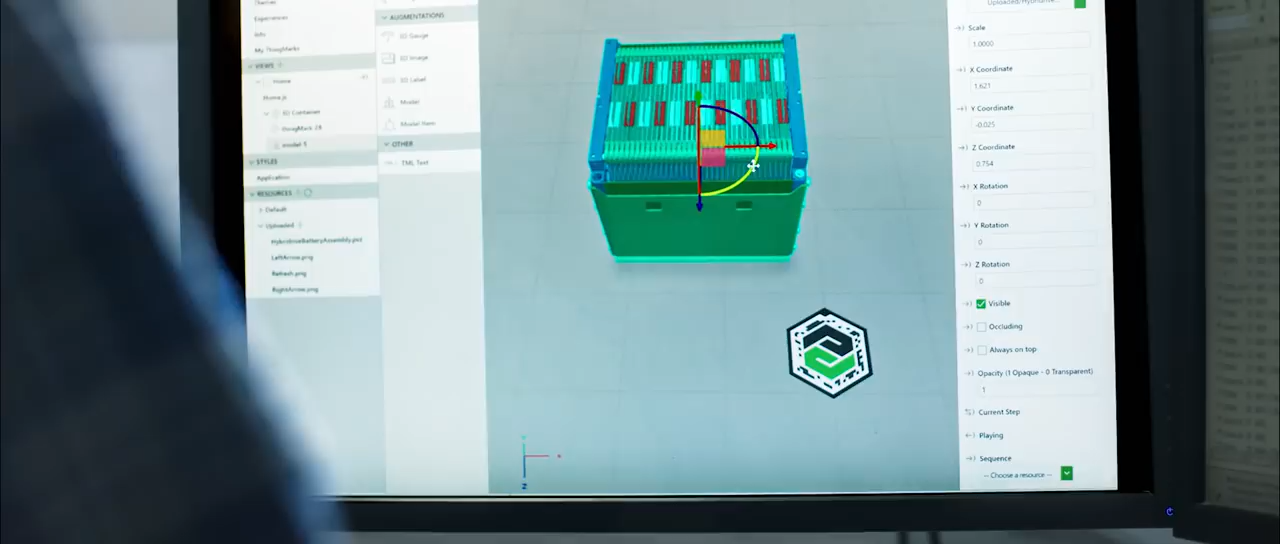 Themes
Experiences
Info
My ThingMarks
VIEWS
Home
Home.js
3D Container
ThingMark-28
model-5
STYLES
Application
RESOURCES
Default
Uploaded
HybridriveBatteryAssembly.pvz
LeftArrow.png
Refresh.png
RightArrow.png
AUGMENTATIONS
3D Gauge
3D Image
3D Label
Model
Model Item
OTHER
TML Text
Scale
1.0000
X Coordinate
1.621
Y Coordinate
-0.025
Z Coordinate
0.754
X Rotation
0
Y Rotation
0
Z Rotation
0
Visible
Occluding
Always on top
Opacity (1 Opaque - 0 Transparent)
1
Current Step
Playing
Sequence
-- Choose a resource --
Z